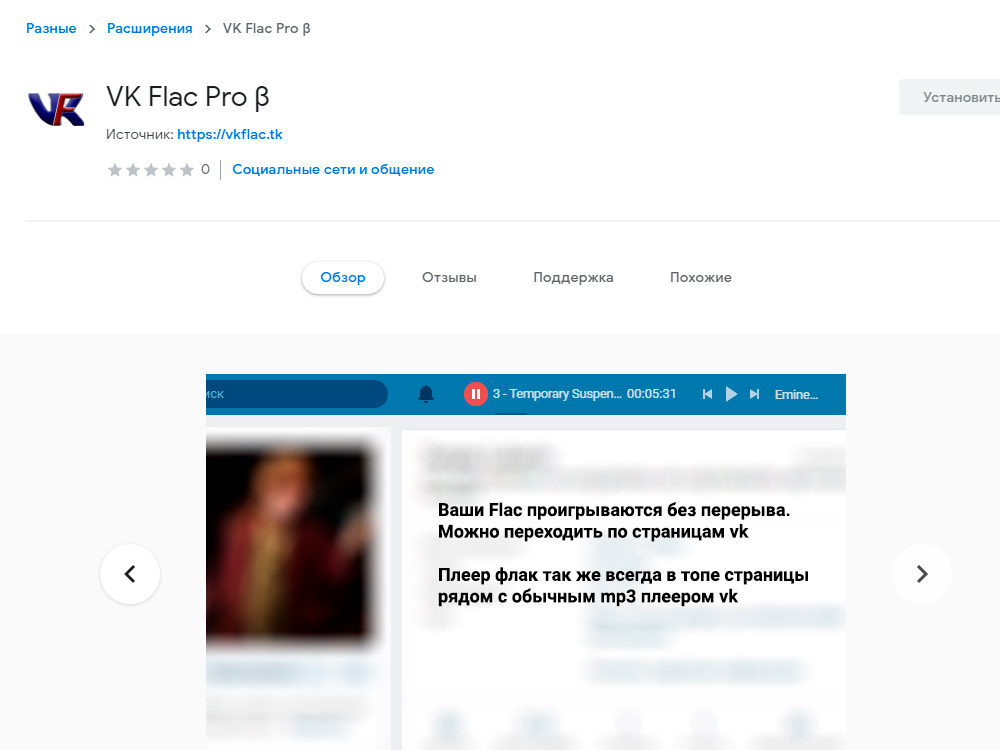 Разные > Расширения > VK Flac Pro β
VK Flac Pro β
Установить
Источник: https://vkflac.tk
0 | Социальные сети и общение
Обзор Отзывы Поддержка Похожие
иск
3 - Temporary Suspen... 00:05:31 Emine...
Ваши Flac проигрываются без перерыва.
Можно переходить по страницам vk
Плеер флак так же всегда в топе страницы
рядом с обычным mp3 плеером vk